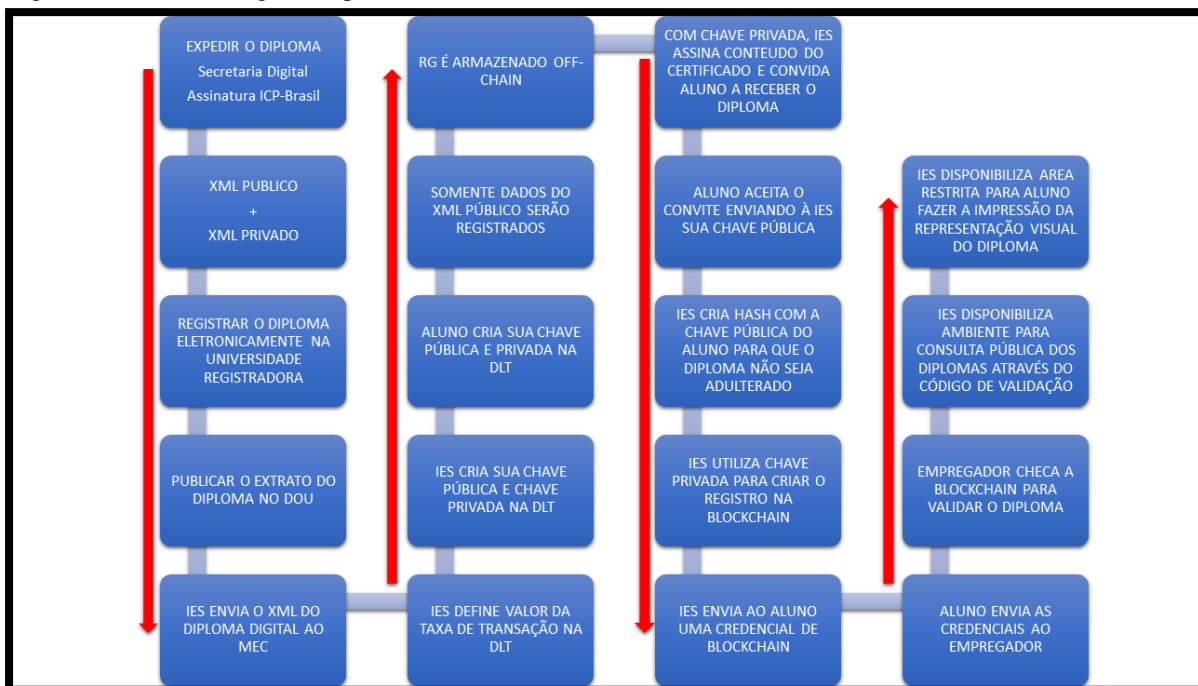 EXPEDIR O DIPLOMA
Secretaria Digital
Assinatura ICP-Brasil
XML PUBLICO
+
XML PRIVADO
REGISTRAR O DIPLOMA
ELETRONICAMENTE NA
UNIVERSIDADE
REGISTRADORA
PUBLICAR O EXTRATO DO
DIPLOMA NO DOU
IES ENVIA O XML DO
DIPLOMA DIGITAL AO
MEC
IES DEFINE VALOR DA
TAXA DE TRANSAÇÃO NA
DLT
IES CRIA SUA CHAVE
PÚBLICA E CHAVE
PRIVADA NA DLT
ALUNO CRIA SUA CHAVE
PÚBLICA E PRIVADA NA
DLT
SOMENTE DADOS DO
XML PÚBLICO SERÃO
REGISTRADOS
RG É ARMAZENADO OFF-
CHAIN
COM CHAVE PRIVADA, IES
ASSINA CONTEUDO DO
CERTIFICADO E CONVIDA
ALUNO A RECEBER O
DIPLOMA
ALUNO ACEITA O
CONVITE ENVIANDO À IES
SUA CHAVE PÚBLICA
IES CRIA HASH COM A
CHAVE PÚBLICA DO
ALUNO PARA QUE O
DIPLOMA NÃO SEJA
ADULTERADO
IES UTILIZA CHAVE
PRIVADA PARA CRIAR O
REGISTRO NA
BLOCKCHAIN
IES ENVIA AO ALUNO
UMA CREDENCIAL DE
BLOCKCHAIN
ALUNO ENVIA AS
CREDENCIAIS AO
EMPREGADOR
EMPREGADOR CHECA A
BLOCKCHAIN PARA
VALIDAR O DIPLOMA
IES DISPONIBILIZA
AMBIENTE PARA
CONSULTA PÚBLICA DOS
DIPLOMAS ATRAVÉS DO
CÓDIGO DE VALIDAÇÃO
IES DISPONIBILIZA AREA
RESTRITA PARA ALUNO
FAZER A IMPRESSÃO DA
REPRESENTAÇÃO VISUAL
DO DIPLOMA